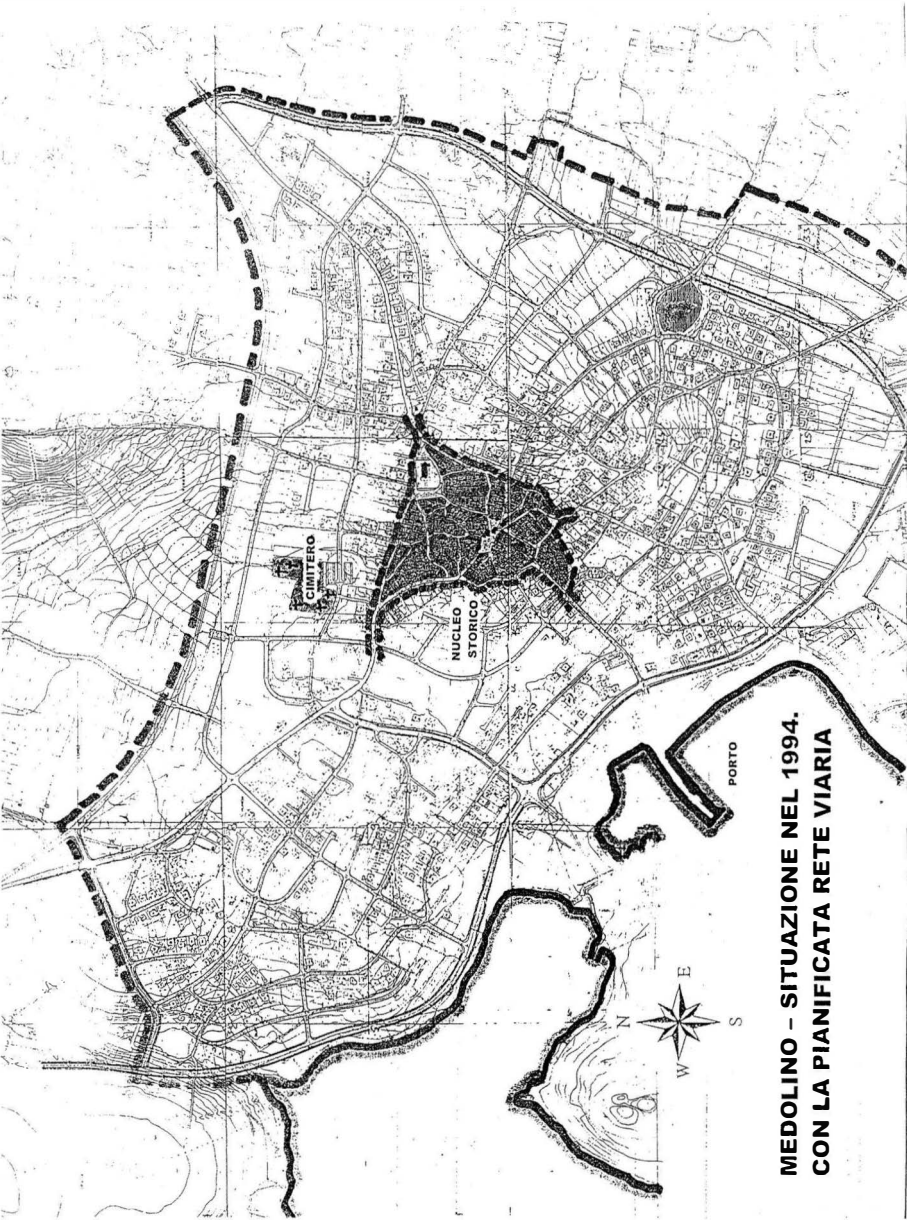 CIMITERO
NUCLEO
STORICO
PORTO
N
W
E
S
MEDOLINO – SITUAZIONE NEL 1994.
CON LA PIANIFICATA RETE VIARIA